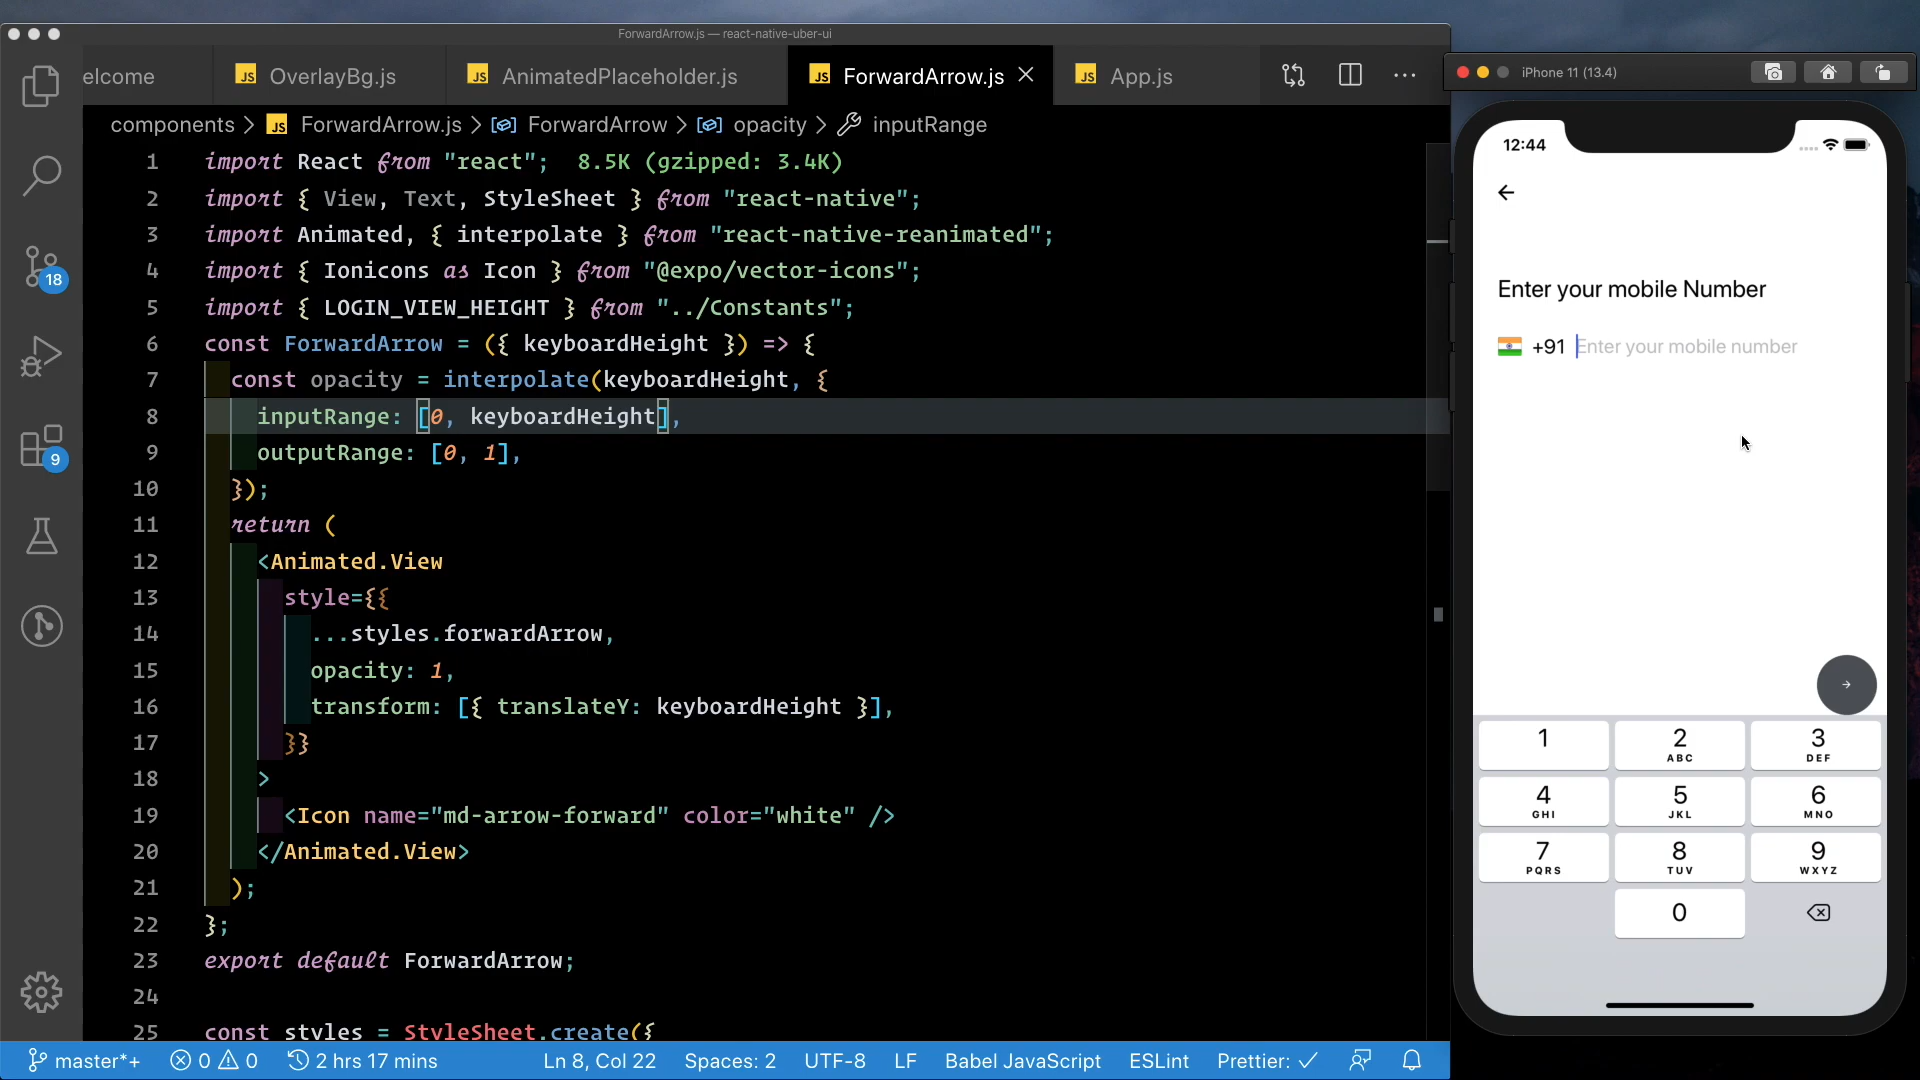 ForwardArrow.js — react-native-uber-ui
elcome
JS OverlayBg.js
JS AnimatedPlaceholder.js
JS ForwardArrow.js
JS App.js
components > JS ForwardArrow.js > ForwardArrow > opacity > inputRange
1 import React from "react"; 8.5K (gzipped: 3.4K)
2 import { View, Text, StyleSheet } from "react-native";
3 import Animated, { interpolate } from "react-native-reanimated";
4 import { Ionicons as Icon } from "@expo/vector-icons";
5 import { LOGIN_VIEW_HEIGHT } from "../Constants";
6 const ForwardArrow = ({ keyboardHeight }) => {
7 const opacity = interpolate(keyboardHeight, {
8 inputRange: [0, keyboardHeight],
9 outputRange: [0, 1],
10 });
11 return (
12 <Animated.View
13 style={{
14 ...styles.forwardArrow,
15 opacity: 1,
16 transform: [{ translateY: keyboardHeight }],
17 }}
18 >
19 <Icon name="md-arrow-forward" color="white" />
20 </Animated.View>
21 );
22 };
23 export default ForwardArrow;
24
25 const styles = StyleSheet.create({
18
9
master*+ 0 0 2 hrs 17 mins Ln 8, Col 22 Spaces: 2 UTF-8 LF Babel JavaScript ESLint Prettier: ✓
iPhone 11 (13.4)
12:44
Enter your mobile Number
+91 Enter your mobile number
1 2 3
ABC DEF
4 5 6
GHI JKL MNO
7 8 9
PQRS TUV WXYZ
0